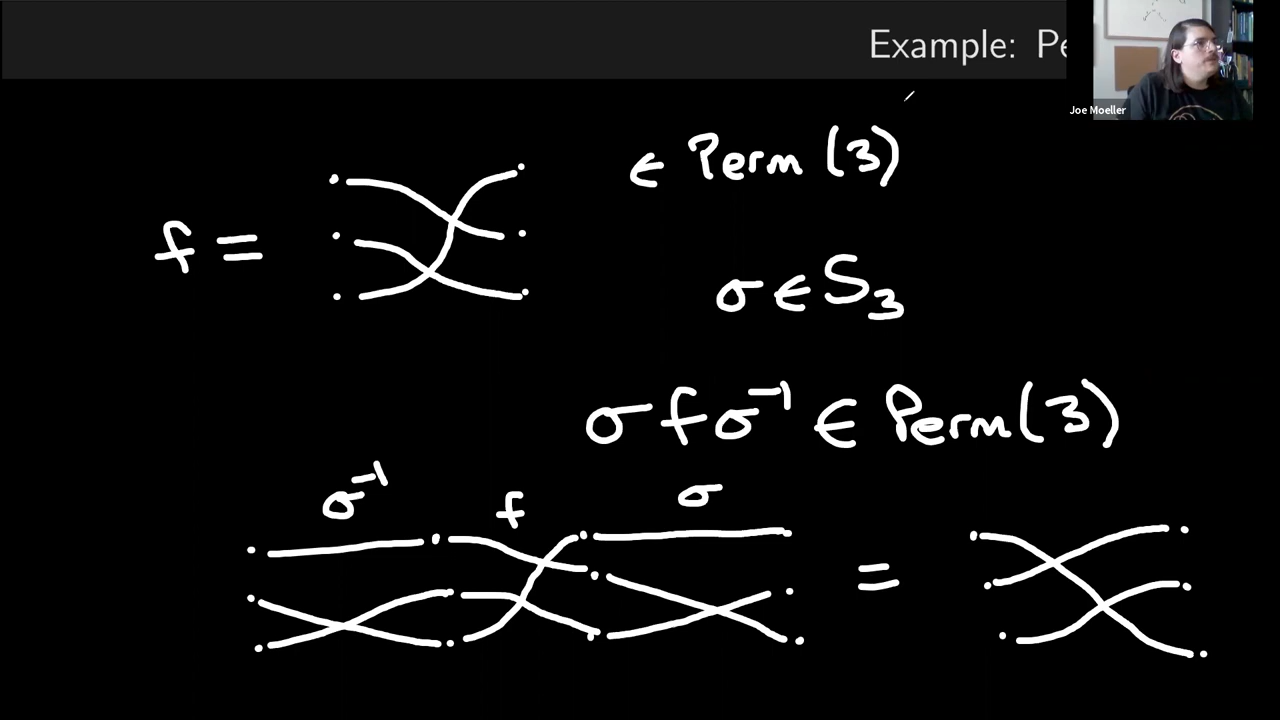 Example: Pe
Joe Moeller
∈ Perm (3)
f =
σ ∈ S₃
σ f σ⁻¹ ∈ Perm(3)
σ⁻¹ f σ
=